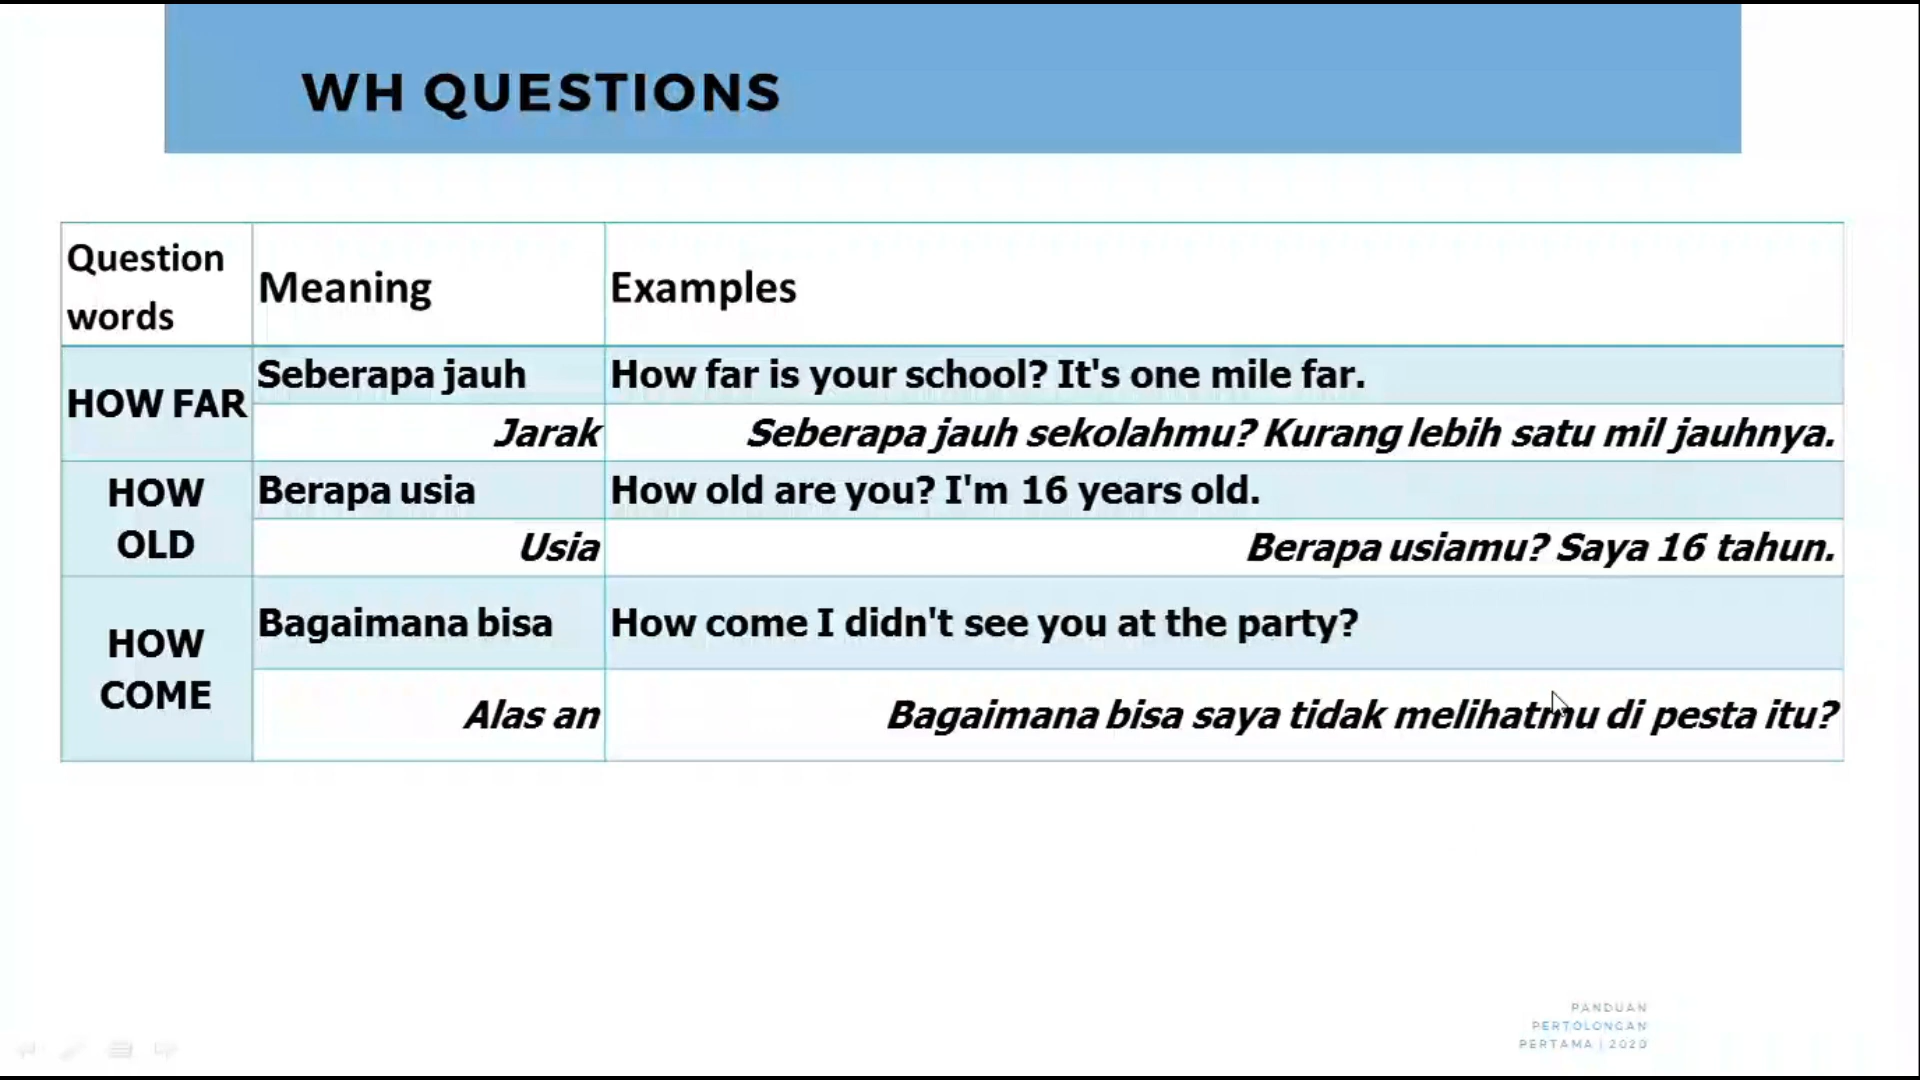 WH QUESTIONS
Question
words
Meaning
Examples
HOW FAR
Seberapa jauh
How far is your school? It's one mile far.
Jarak
Seberapa jauh sekolahmu? Kurang lebih satu mil jauhnya.
HOW
OLD
Berapa usia
How old are you? I'm 16 years old.
Usia
Berapa usiamu? Saya 16 tahun.
HOW
COME
Bagaimana bisa
How come I didn't see you at the party?
Alas an
Bagaimana bisa saya tidak melihatmu di pesta itu?
PANDUAN
PERTOLONGAN
PERTAMA | 2020